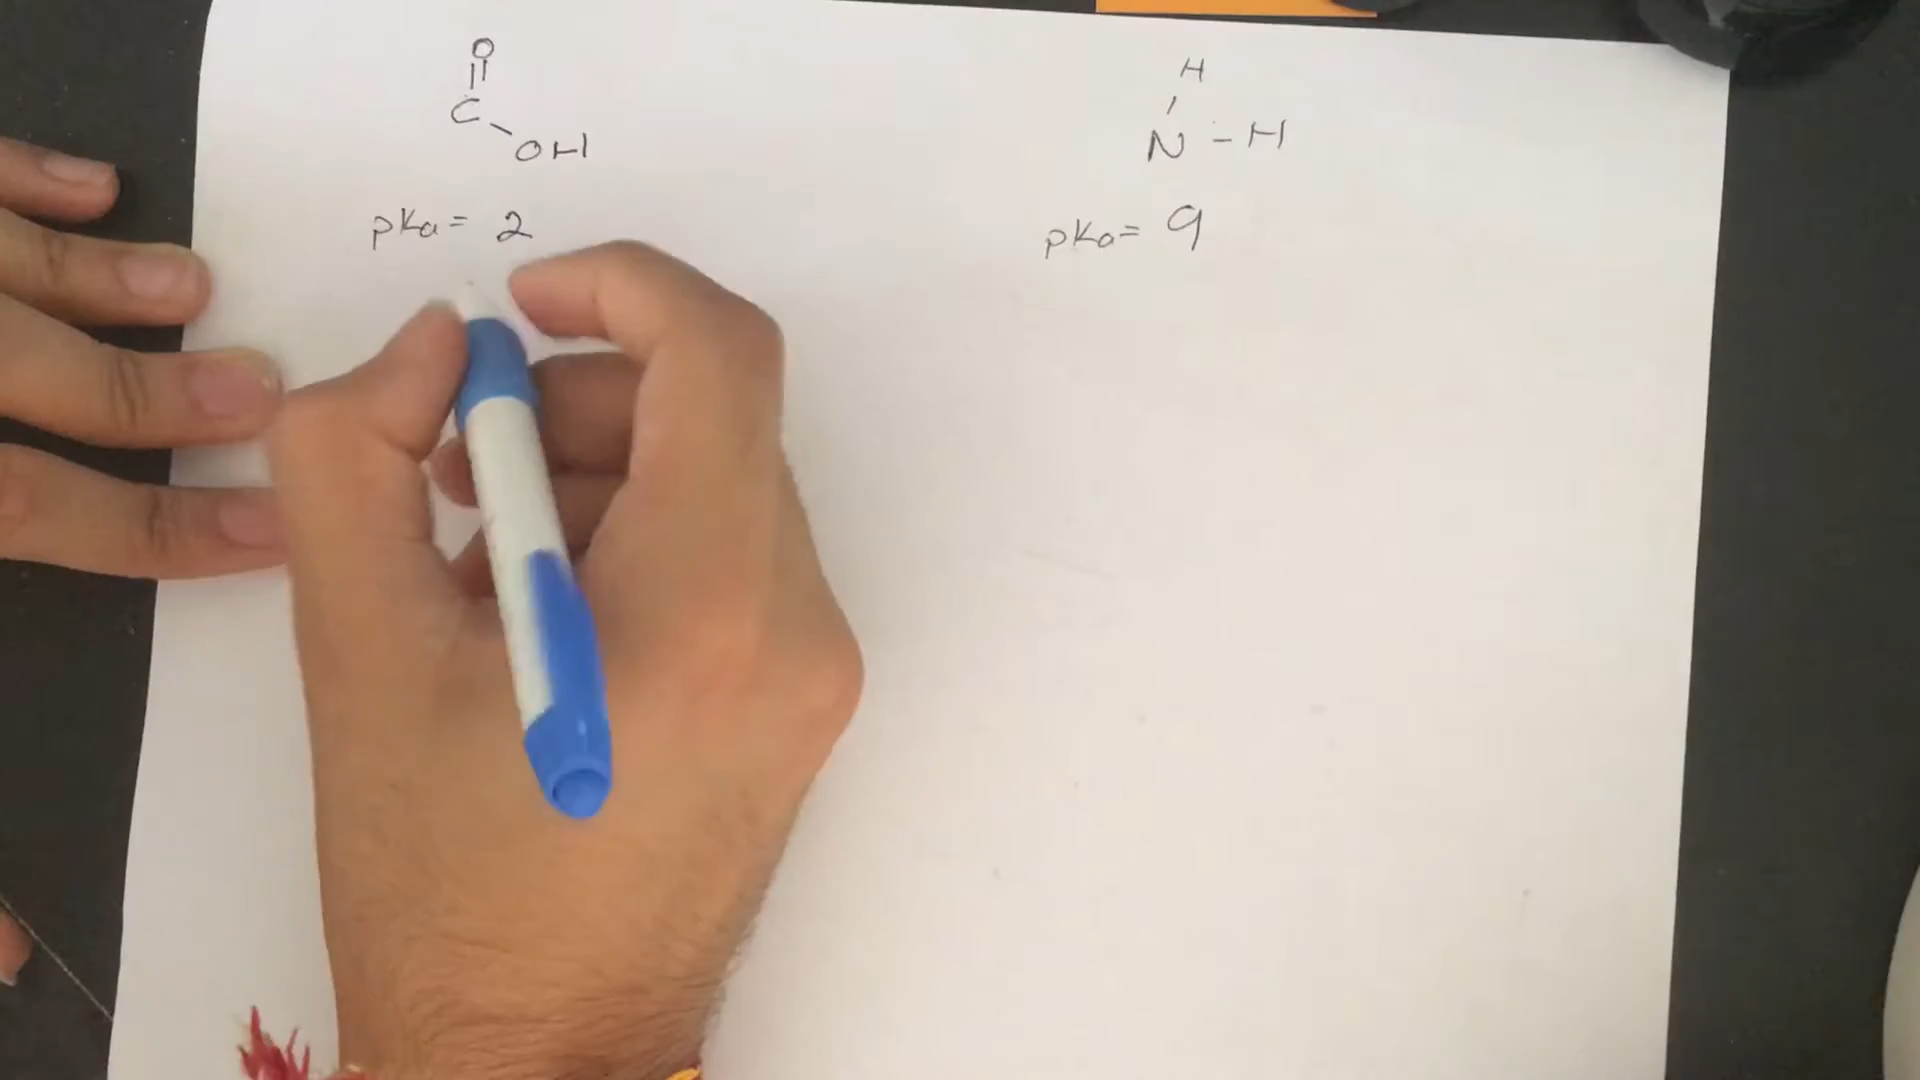 O
||
C
\
OH
pKa = 2
H
/
N - H
pKa = 9